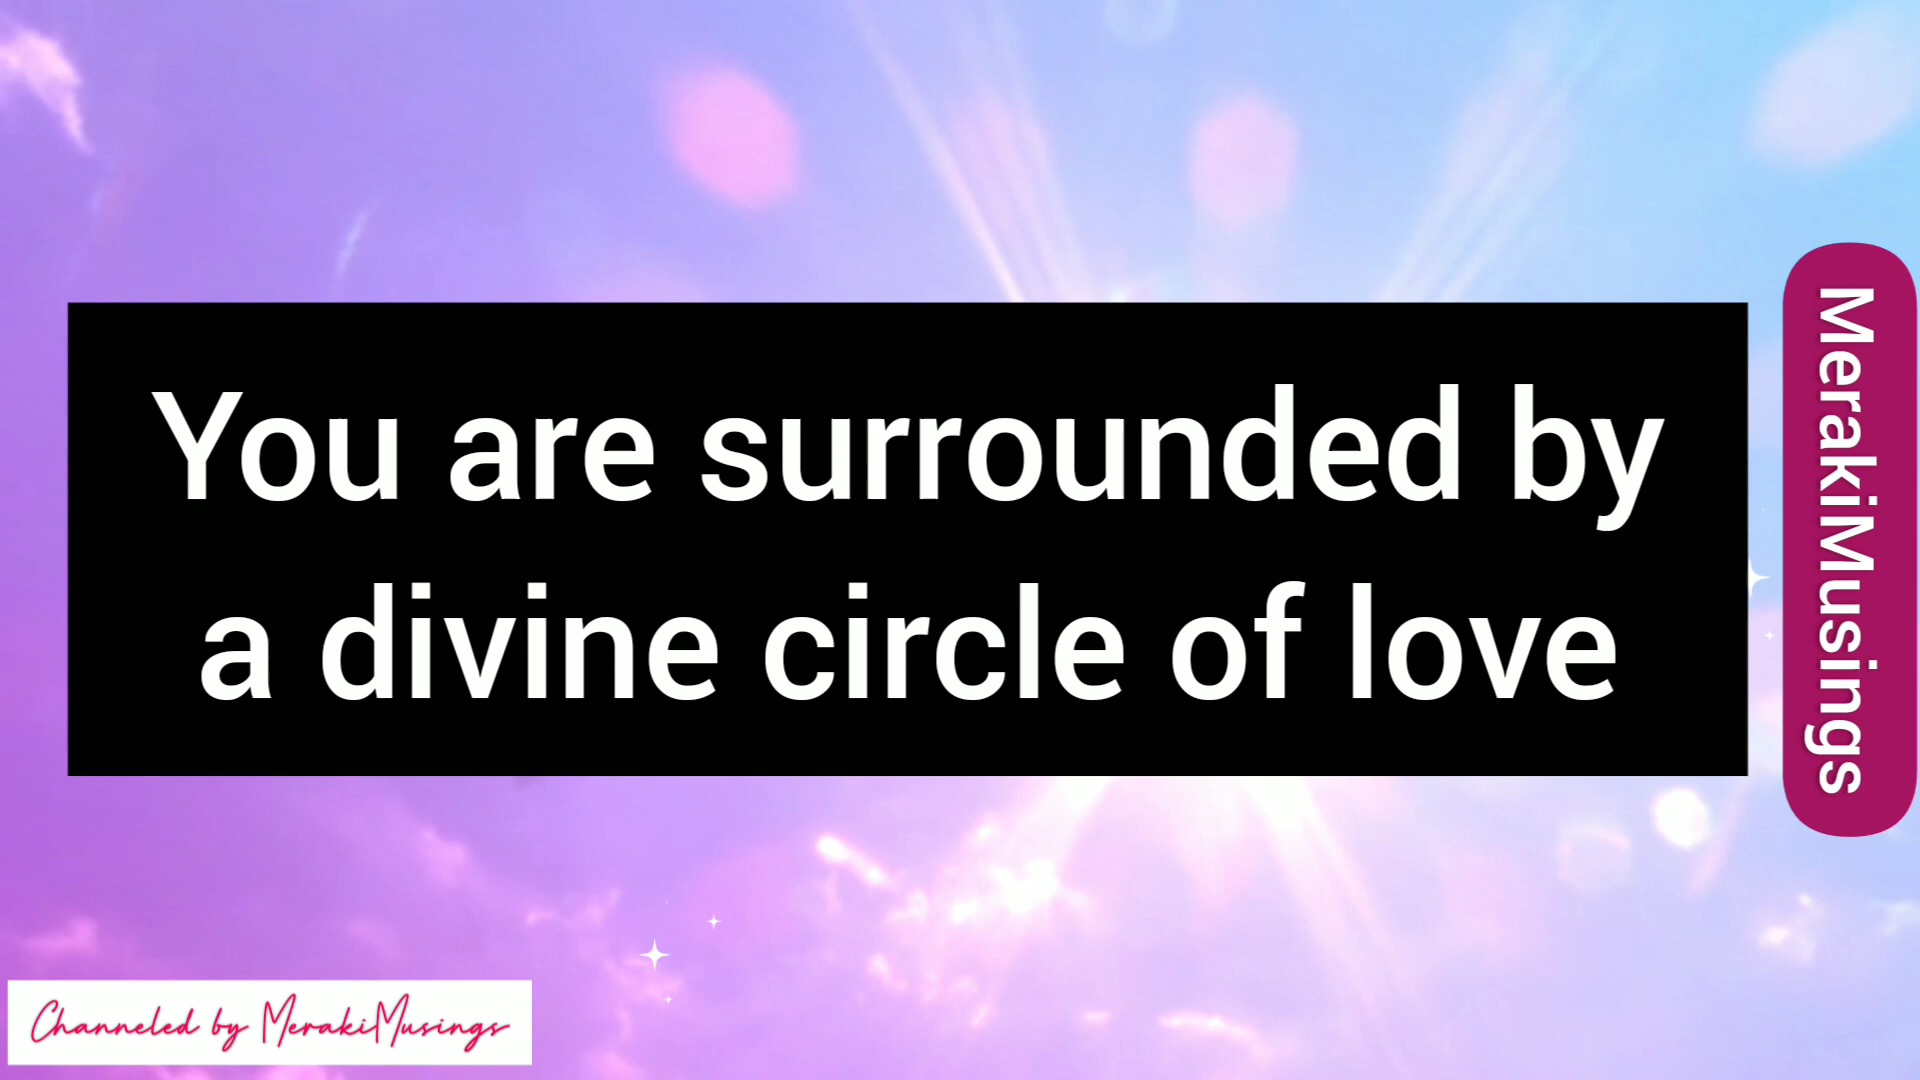 You are surrounded by
a divine circle of love
MerakiMusings
Channeled by MerakiMusings